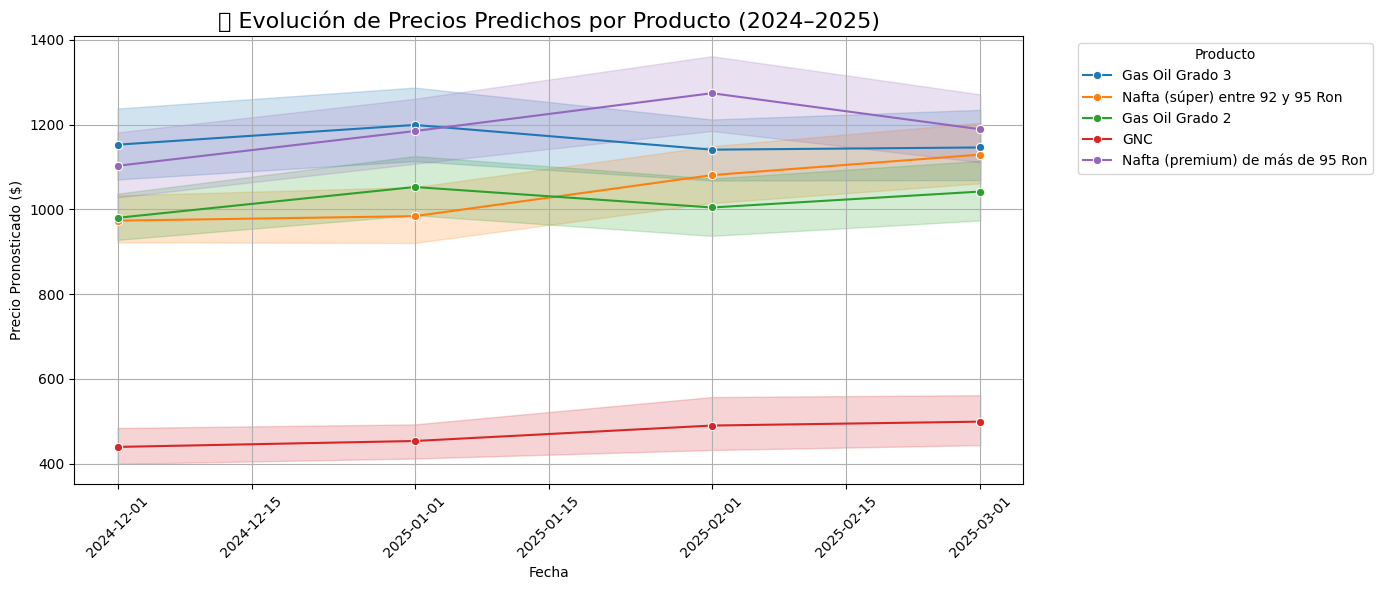 Evolución de Precios Predichos por Producto (2024–2025)
Precio Pronosticado ($)
1400
1200
1000
800
600
400
2024-12-01
2024-12-15
2025-01-01
2025-01-15
2025-02-01
2025-02-15
2025-03-01
Fecha
Producto
Gas Oil Grado 3
Nafta (súper) entre 92 y 95 Ron
Gas Oil Grado 2
GNC
Nafta (premium) de más de 95 Ron